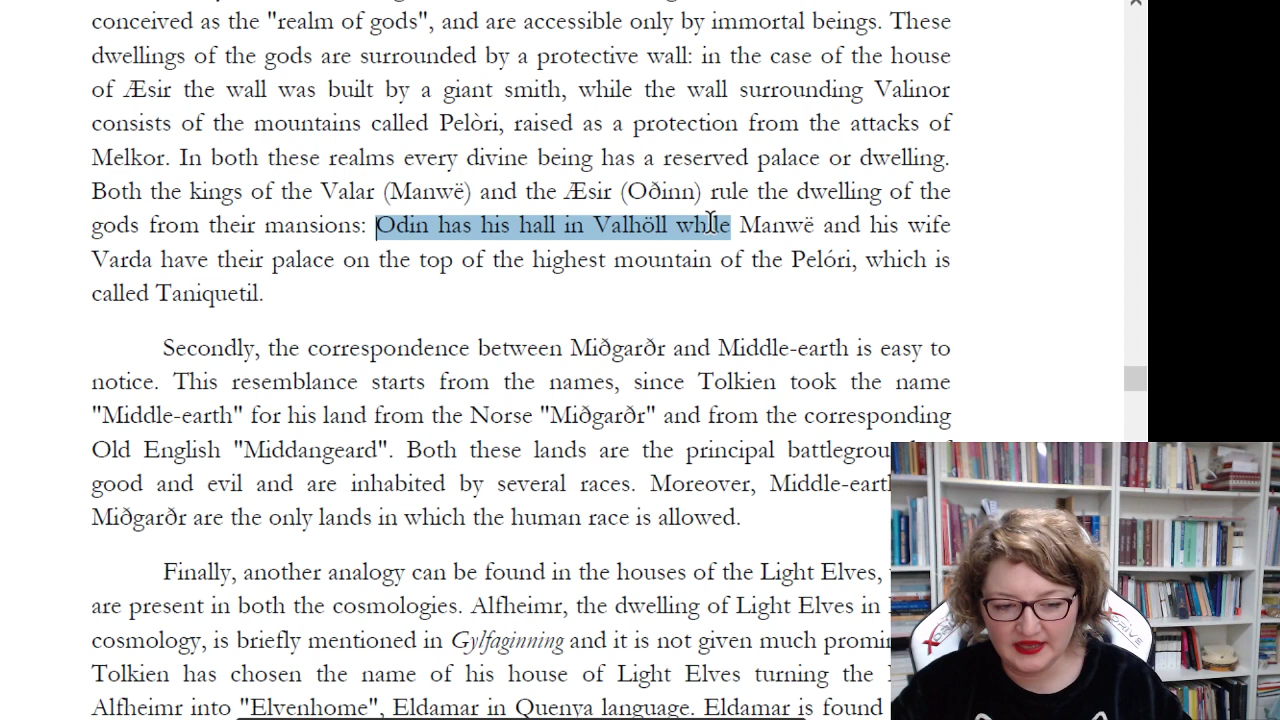 conceived as the "realm of gods", and are accessible only by immortal beings. These
dwellings of the gods are surrounded by a protective wall: in the case of the house
of Æsir the wall was built by a giant smith, while the wall surrounding Valinor
consists of the mountains called Pelòri, raised as a protection from the attacks of
Melkor. In both these realms every divine being has a reserved palace or dwelling.
Both the kings of the Valar (Manwë) and the Æsir (Oðinn) rule the dwelling of the
gods from their mansions: Odin has his hall in Valhöll while Manwë and his wife
Varda have their palace on the top of the highest mountain of the Pelóri, which is
called Taniquetil.
Secondly, the correspondence between Miðgarðr and Middle-earth is easy to
notice. This resemblance starts from the names, since Tolkien took the name
"Middle-earth" for his land from the Norse "Miðgarðr" and from the corresponding
Old English "Middangeard". Both these lands are the principal
good and evil and are inhabited by several races. Moreover,
Miðgarðr are the only lands in which the human race is allowed.
Finally, another analogy can be found in the houses of the Light Elves,
are present in both the cosmologies. Alfheimr, the dwelling of Light Elves in
cosmology, is briefly mentioned in Gylfaginning and it is not given much
Tolkien has chosen the name of his house of Light Elves turning the
Alfheimr into "Elvenhome", Eldamar in Quenya language. Eldamar is found